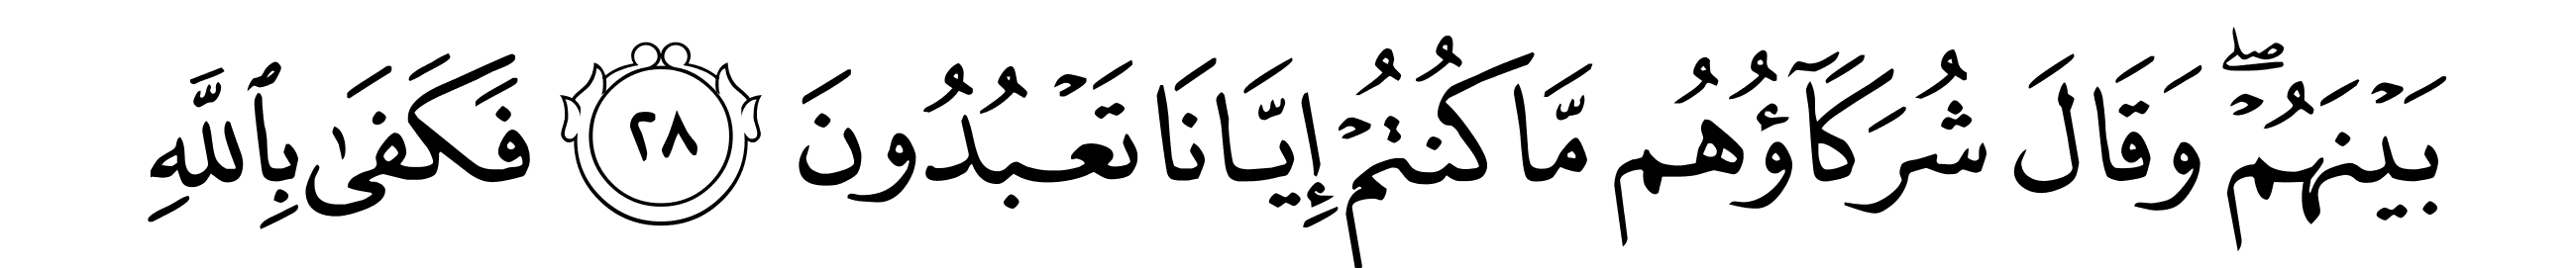 بَيۡنَهُمۡۖ وَقَالَ شُرَكَآؤُهُم مَّا كُنتُمۡ إِيَّانَا تَعۡبُدُونَ ٢٨ فَكَفَىٰ بِٱللَّهِ